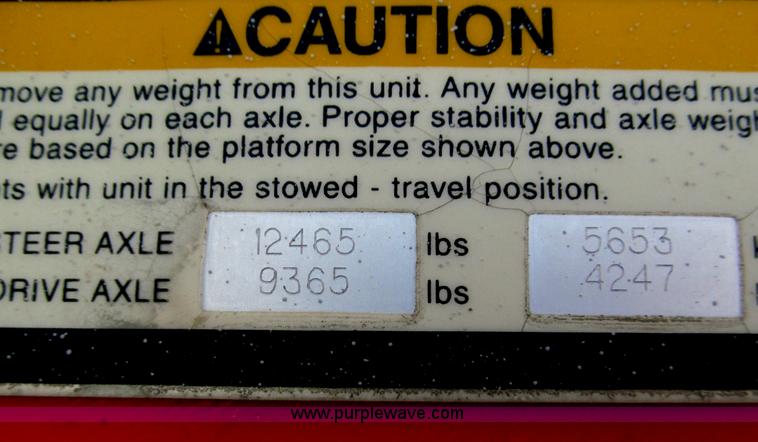 CAUTION
move any weight from this unit. Any weight added mus
equally on each axle. Proper stability and axle weigh
re based on the platform size shown above.
ts with unit in the stowed - travel position.
STEER AXLE 12465 lbs 5653 k
DRIVE AXLE 9365 lbs 4247
www.purplewave.com